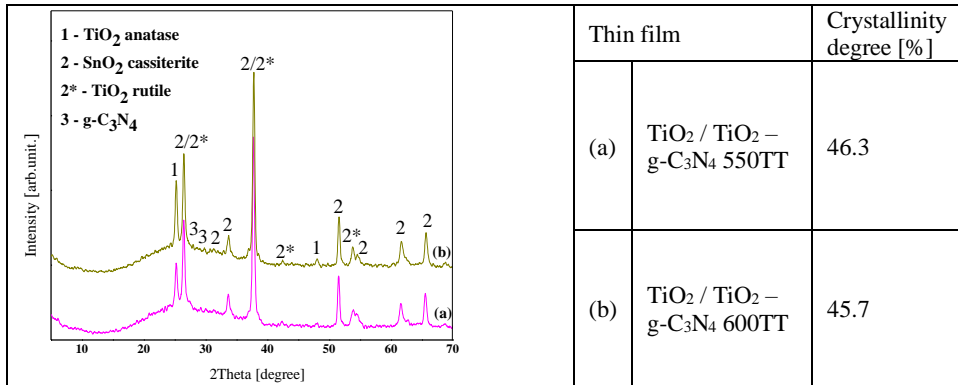 1 - TiO₂ anatase
2 - SnO₂ cassiterite
2* - TiO₂ rutile
3 - g-C₃N₄
2/2*
2/2*
1
3
3
2
2
2*
1
2
2*
2
2
2
(b)
(a)
Intensity [arb.unit.]
10 20 30 40 50 60 70
2Theta [degree]
Thin film
Crystallinity
degree [%]
(a)
TiO₂ / TiO₂ –
g-C₃N₄ 550TT
46.3
(b)
TiO₂ / TiO₂ –
g-C₃N₄ 600TT
45.7